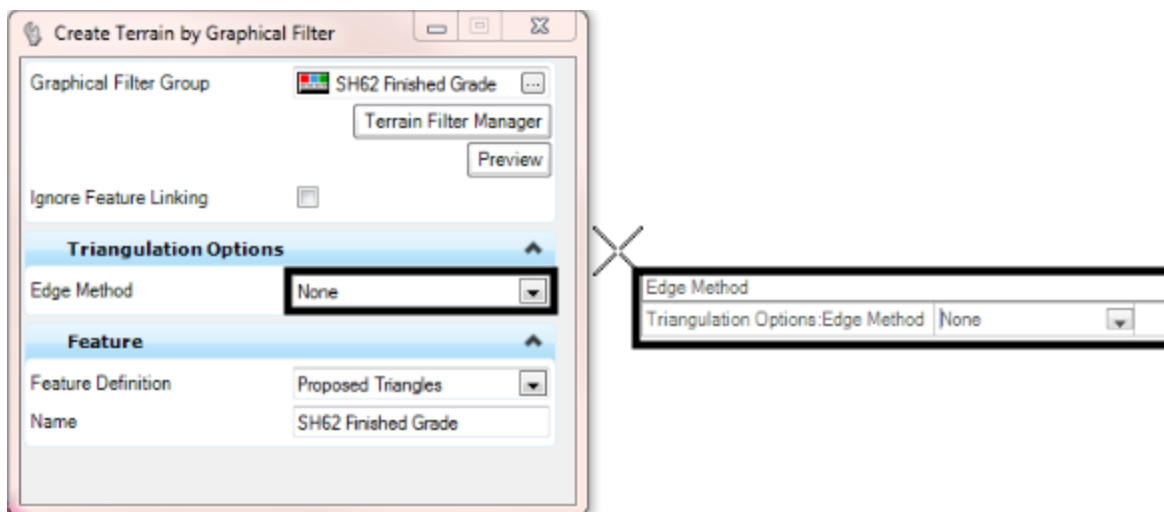 Create Terrain by Graphical Filter
Graphical Filter Group SH62 Finished Grade ...
Terrain Filter Manager
Preview
Ignore Feature Linking
Triangulation Options
Edge Method None
Feature
Feature Definition Proposed Triangles
Name SH62 Finished Grade
Edge Method
Triangulation Options:Edge Method None